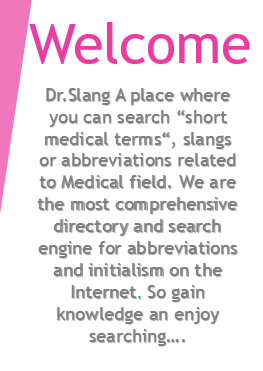 Welcome
Dr.Slang A place where
you can search “short
medical terms“, slangs
or abbreviations related
to Medical field. We are
the most comprehensive
directory and search
engine for abbreviations
and initialism on the
Internet. So gain
knowledge an enjoy
searching….